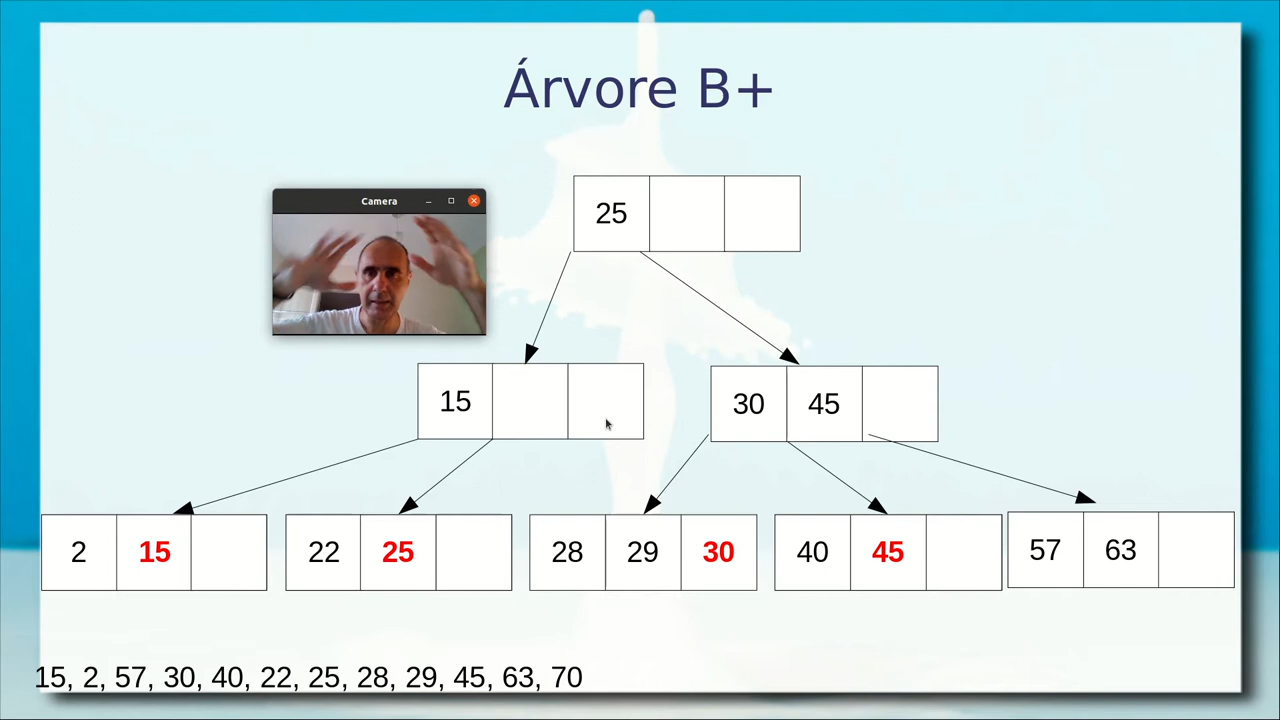 Árvore B+
25
Camera
15
30 45
2 15
22 25
28 29 30
40 45
57 63
15, 2, 57, 30, 40, 22, 25, 28, 29, 45, 63, 70